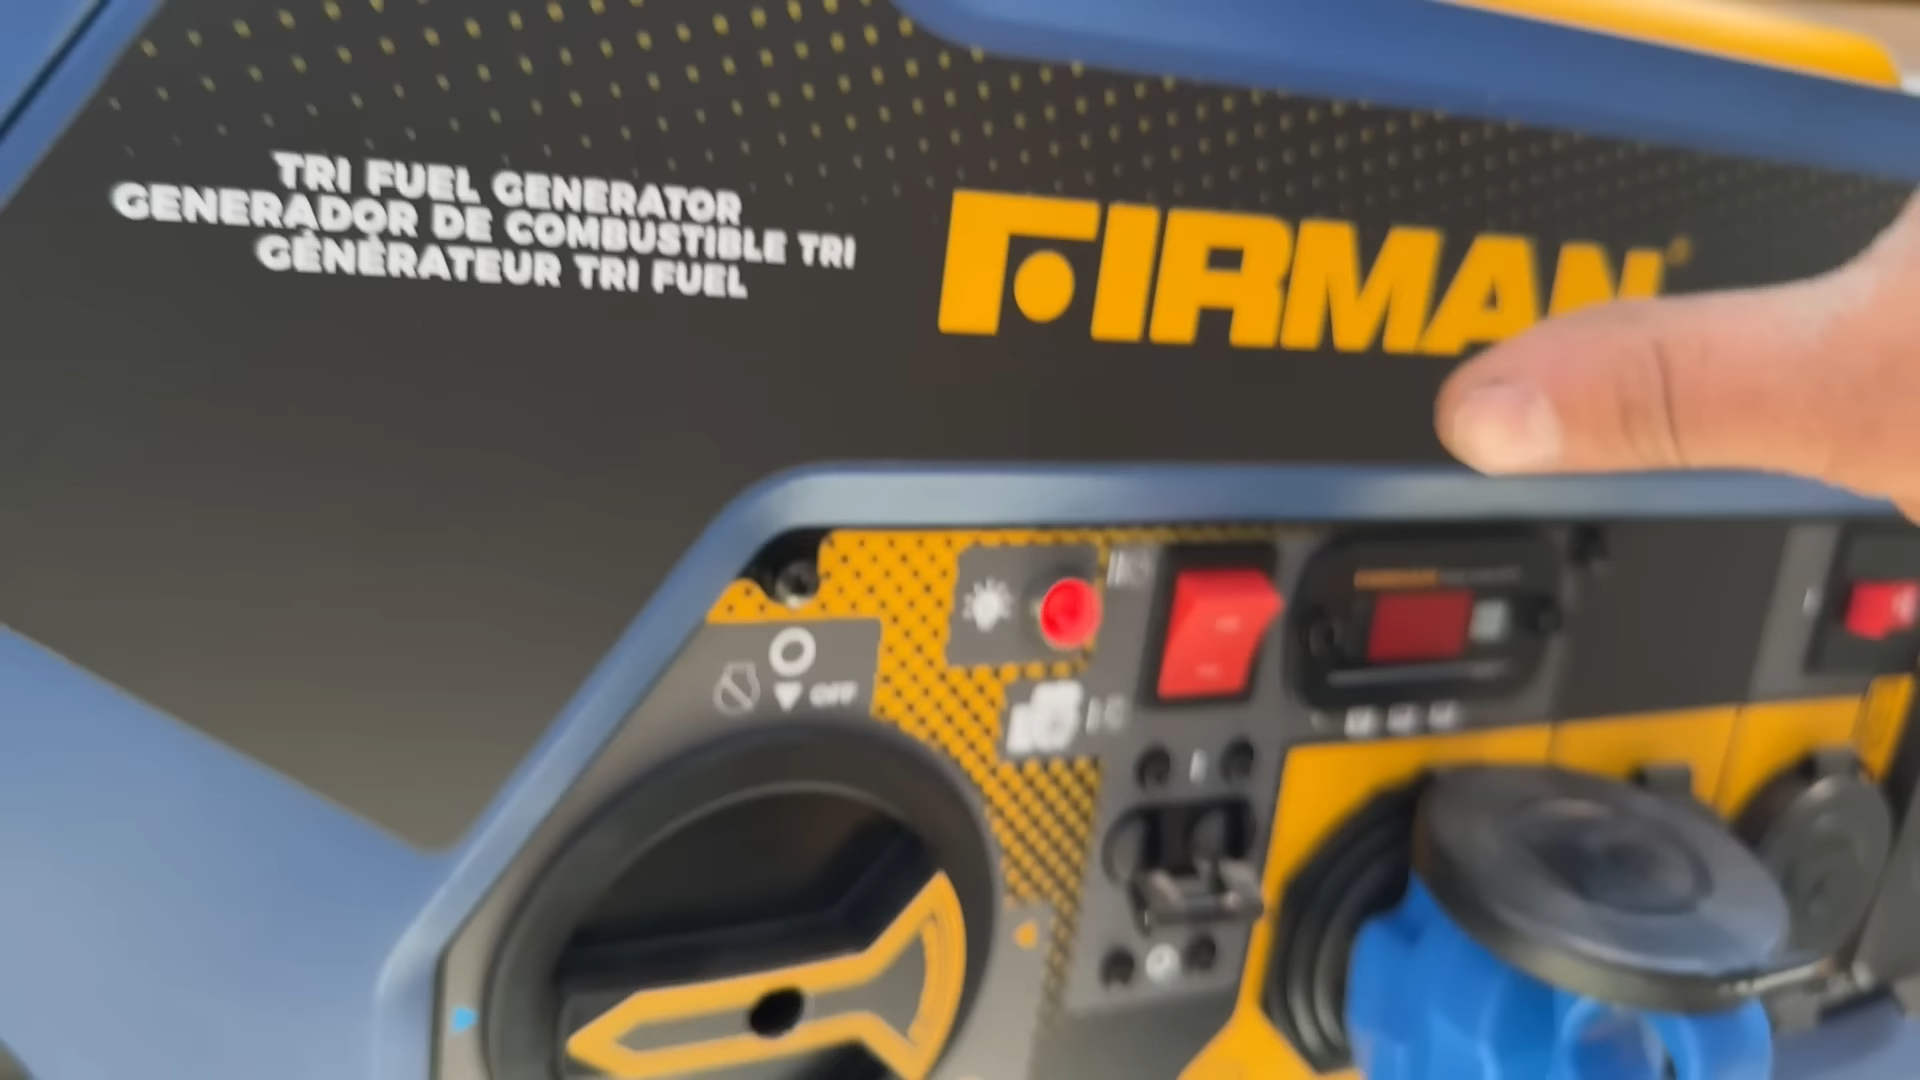 TRI FUEL GENERATOR
GENERADOR DE COMBUSTIBLE TRI
GÉNÉRATEUR TRI FUEL
FIRMAN
OFF